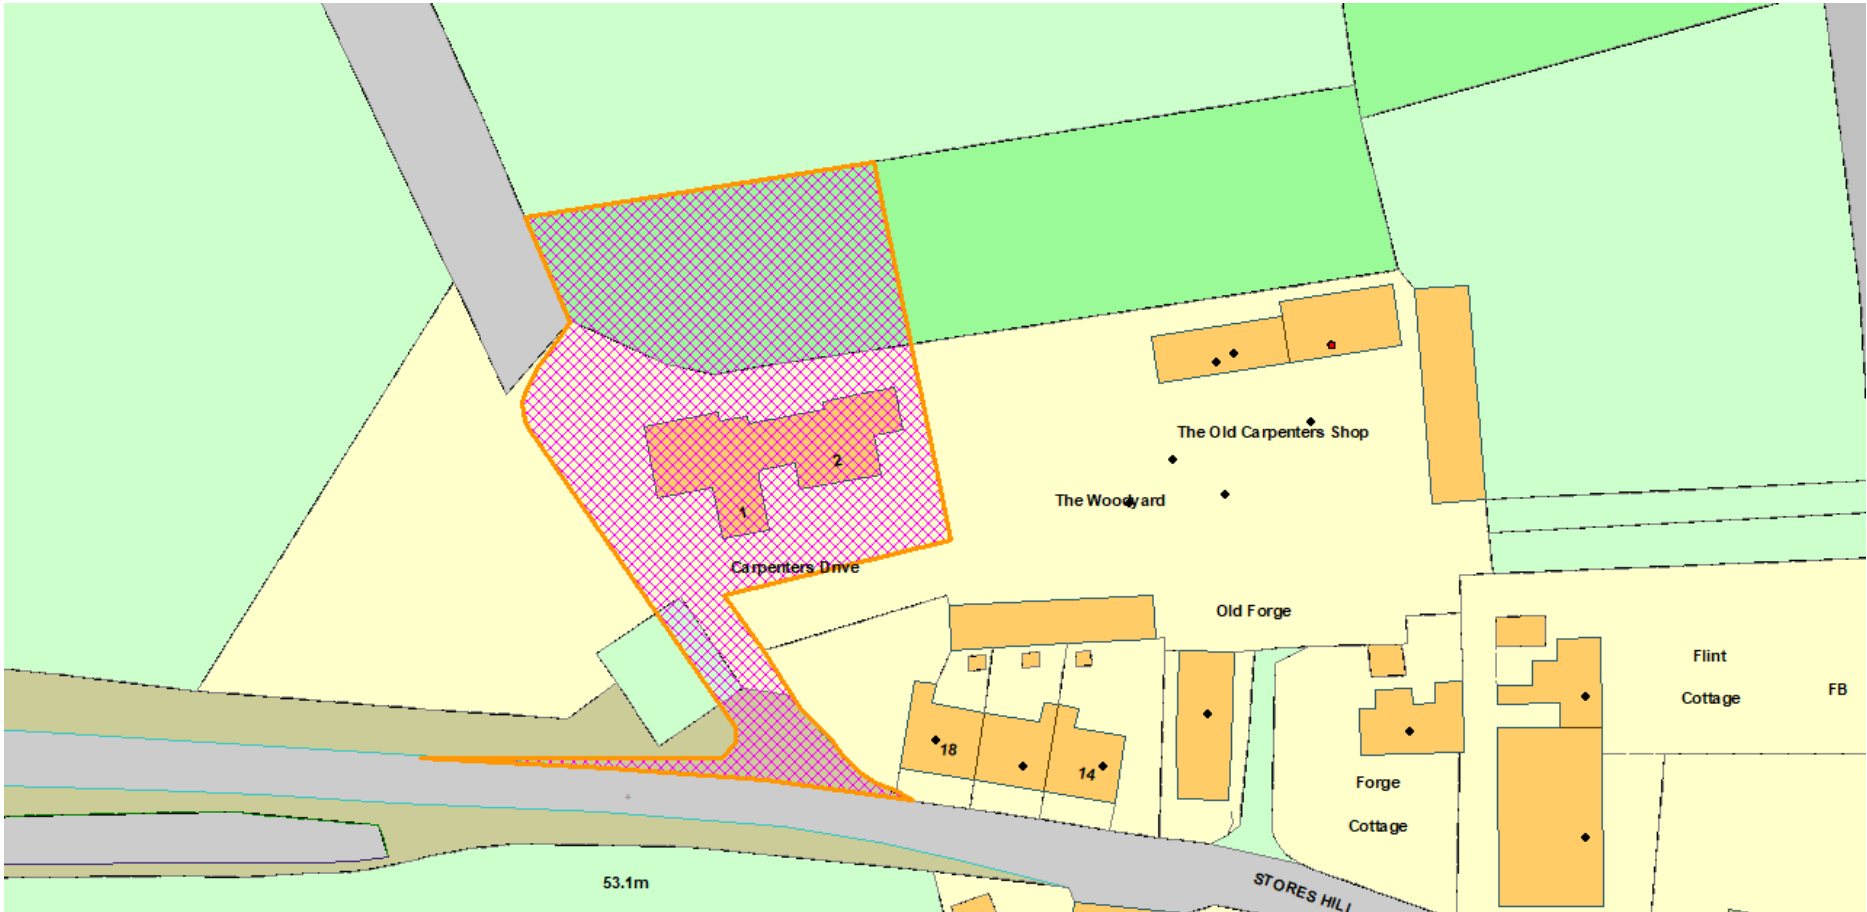 The Old Carpenters Shop
2
The Woodyard
1
Carpenters Drive
Old Forge
Flint
Cottage
FB
18
14
Forge
Cottage
53.1m
STORES HILL